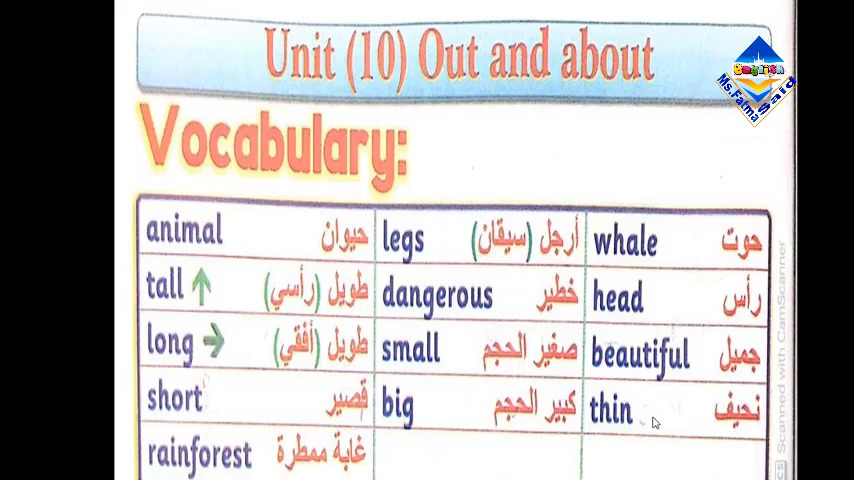 Unit (10) Out and about
English
Ms.Fatma Said
Vocabulary:
animal حيوان legs أرجل (سيقان) whale حوت
tall ↑ طويل (رأسي) dangerous خطير head رأس
long → طويل (أفقي) small صغير الحجم beautiful جميل
short قصير big كبير الحجم thin نحيف
rainforest غابة ممطرة
CS Scanned with CamScanner